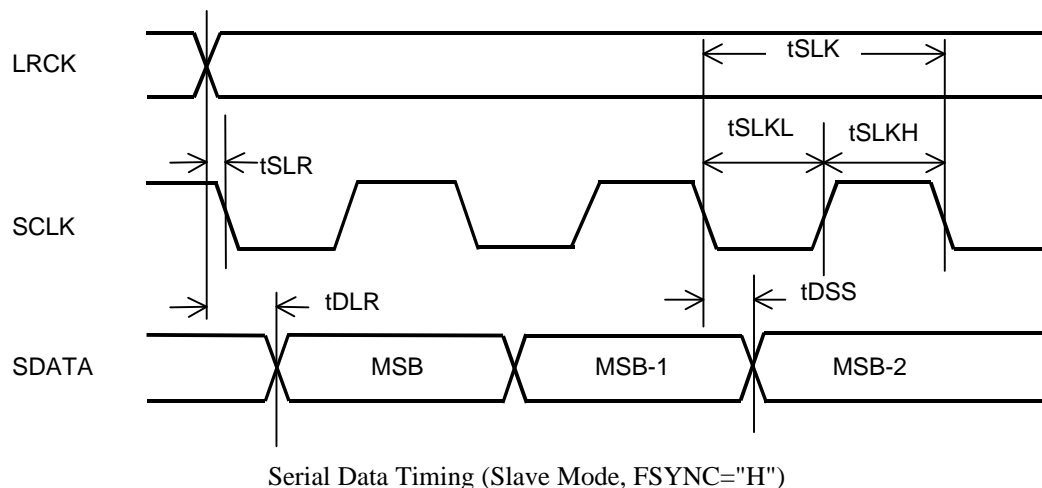 tSLK
LRCK
tSLKL
tSLKH
tSLR
SCLK
tDLR
tDSS
SDATA
MSB
MSB-1
MSB-2
Serial Data Timing (Slave Mode, FSYNC="H")